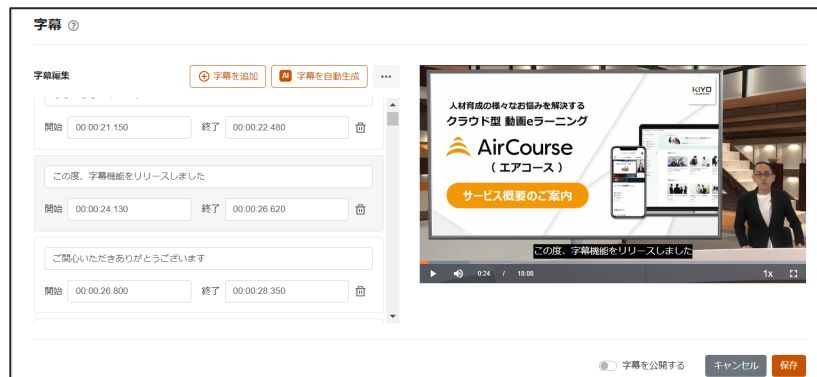 字幕 ?
字幕編集
字幕を追加
AI 字幕を自動生成
...
開始 00:00:21.150 終了 00:00:22.480
この度、字幕機能をリリースしました
開始 00:00:24.130 終了 00:00:26.620
ご関心いただきありがとうござい
ます
開始 00:00:26.800 終了 00:00:28.350
KIYO
LEARNING
人材育成の様々なお悩みを解決する
クラウド型 動画eラーニング
AirCourse
(エアコース)
サービス概要のご案内
この度、字幕機能をリリースしました
0:24 / 18:08
1x
字幕を公開する
キャンセル
保存